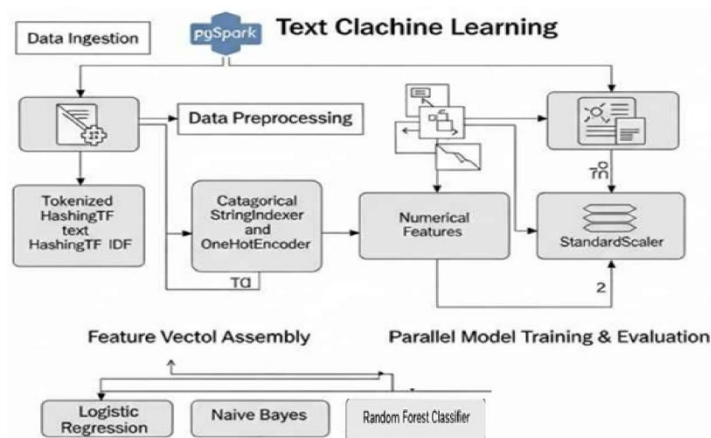 Data Ingestion
pySpark
Text Clachine Learning
Data Preprocessing
Tokenized
HashingTF
text
HashingTF IDF
Catagorical
StringIndexer
and
OneHotEncoder
Numerical
Features
StandardScaler
2
Feature Vectol Assembly
Parallel Model Training & Evaluation
Logistic
Regression
Naive Bayes
Random Forest Classifier